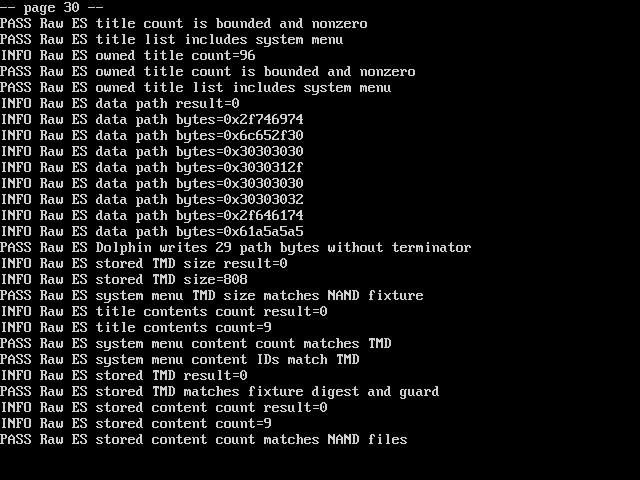 -- page 30 --
PASS Raw ES title count is bounded and nonzero
PASS Raw ES title list includes system menu
INFO Raw ES owned title count=96
PASS Raw ES owned title count is bounded and nonzero
PASS Raw ES owned title list includes system menu
INFO Raw ES data path result=0
INFO Raw ES data path bytes=0x2f746974
INFO Raw ES data path bytes=0x6c652f30
INFO Raw ES data path bytes=0x30303030
INFO Raw ES data path bytes=0x3030312f
INFO Raw ES data path bytes=0x30303030
INFO Raw ES data path bytes=0x30303032
INFO Raw ES data path bytes=0x2f646174
INFO Raw ES data path bytes=0x61a5a5a5
PASS Raw ES Dolphin writes 29 path bytes without terminator
INFO Raw ES stored TMD size result=0
INFO Raw ES stored TMD size=808
PASS Raw ES system menu TMD size matches NAND fixture
INFO Raw ES title contents count result=0
INFO Raw ES title contents count=9
PASS Raw ES system menu content count matches TMD
PASS Raw ES system menu content IDs match TMD
INFO Raw ES stored TMD result=0
PASS Raw ES stored TMD matches fixture digest and guard
INFO Raw ES stored content count result=0
INFO Raw ES stored content count=9
PASS Raw ES stored content count matches NAND files